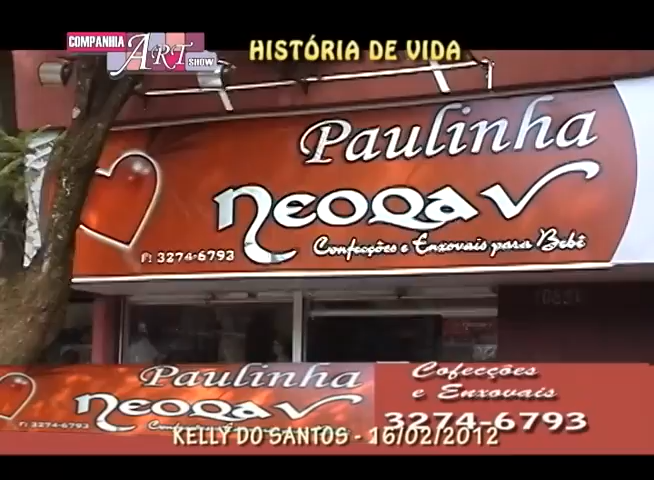 COMPANHIA
ART
SHOW
HISTÓRIA DE VIDA
Paulinha
NEOQAV
Confecções e Enxovais para Bebê
F: 3274-6793
Paulinha
NEOQAV
F: 3274-6793
Cofecções
e Enxovais
3274-6793
KELLY DO SANTOS - 16/02/2012